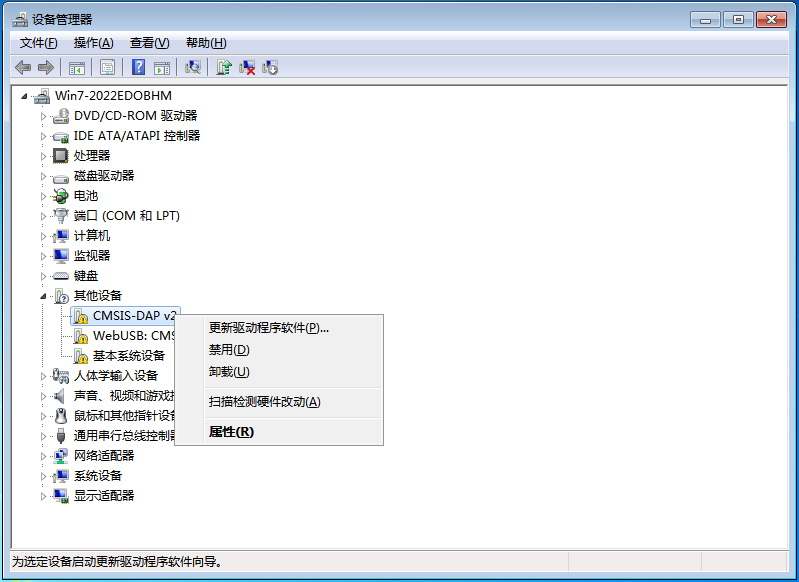 设备管理器
文件(F) 操作(A) 查看(V) 帮助(H)
Win7-2022EDOBHM
DVD/CD-ROM 驱动器
IDE ATA/ATAPI 控制器
处理器
磁盘驱动器
电池
端口 (COM 和 LPT)
计算机
监视器
键盘
其他设备
CMSIS-DAP v2
WebUSB: CMS
基本系统设备
人体学输入设备
声音、视频和游戏
鼠标和其他指针设
通用串行总线控制
网络适配器
系统设备
显示适配器
更新驱动程序软件(P)...
禁用(D)
卸载(U)
扫描检测硬件改动(A)
属性(R)
为选定设备启动更新驱动程序软件向导。